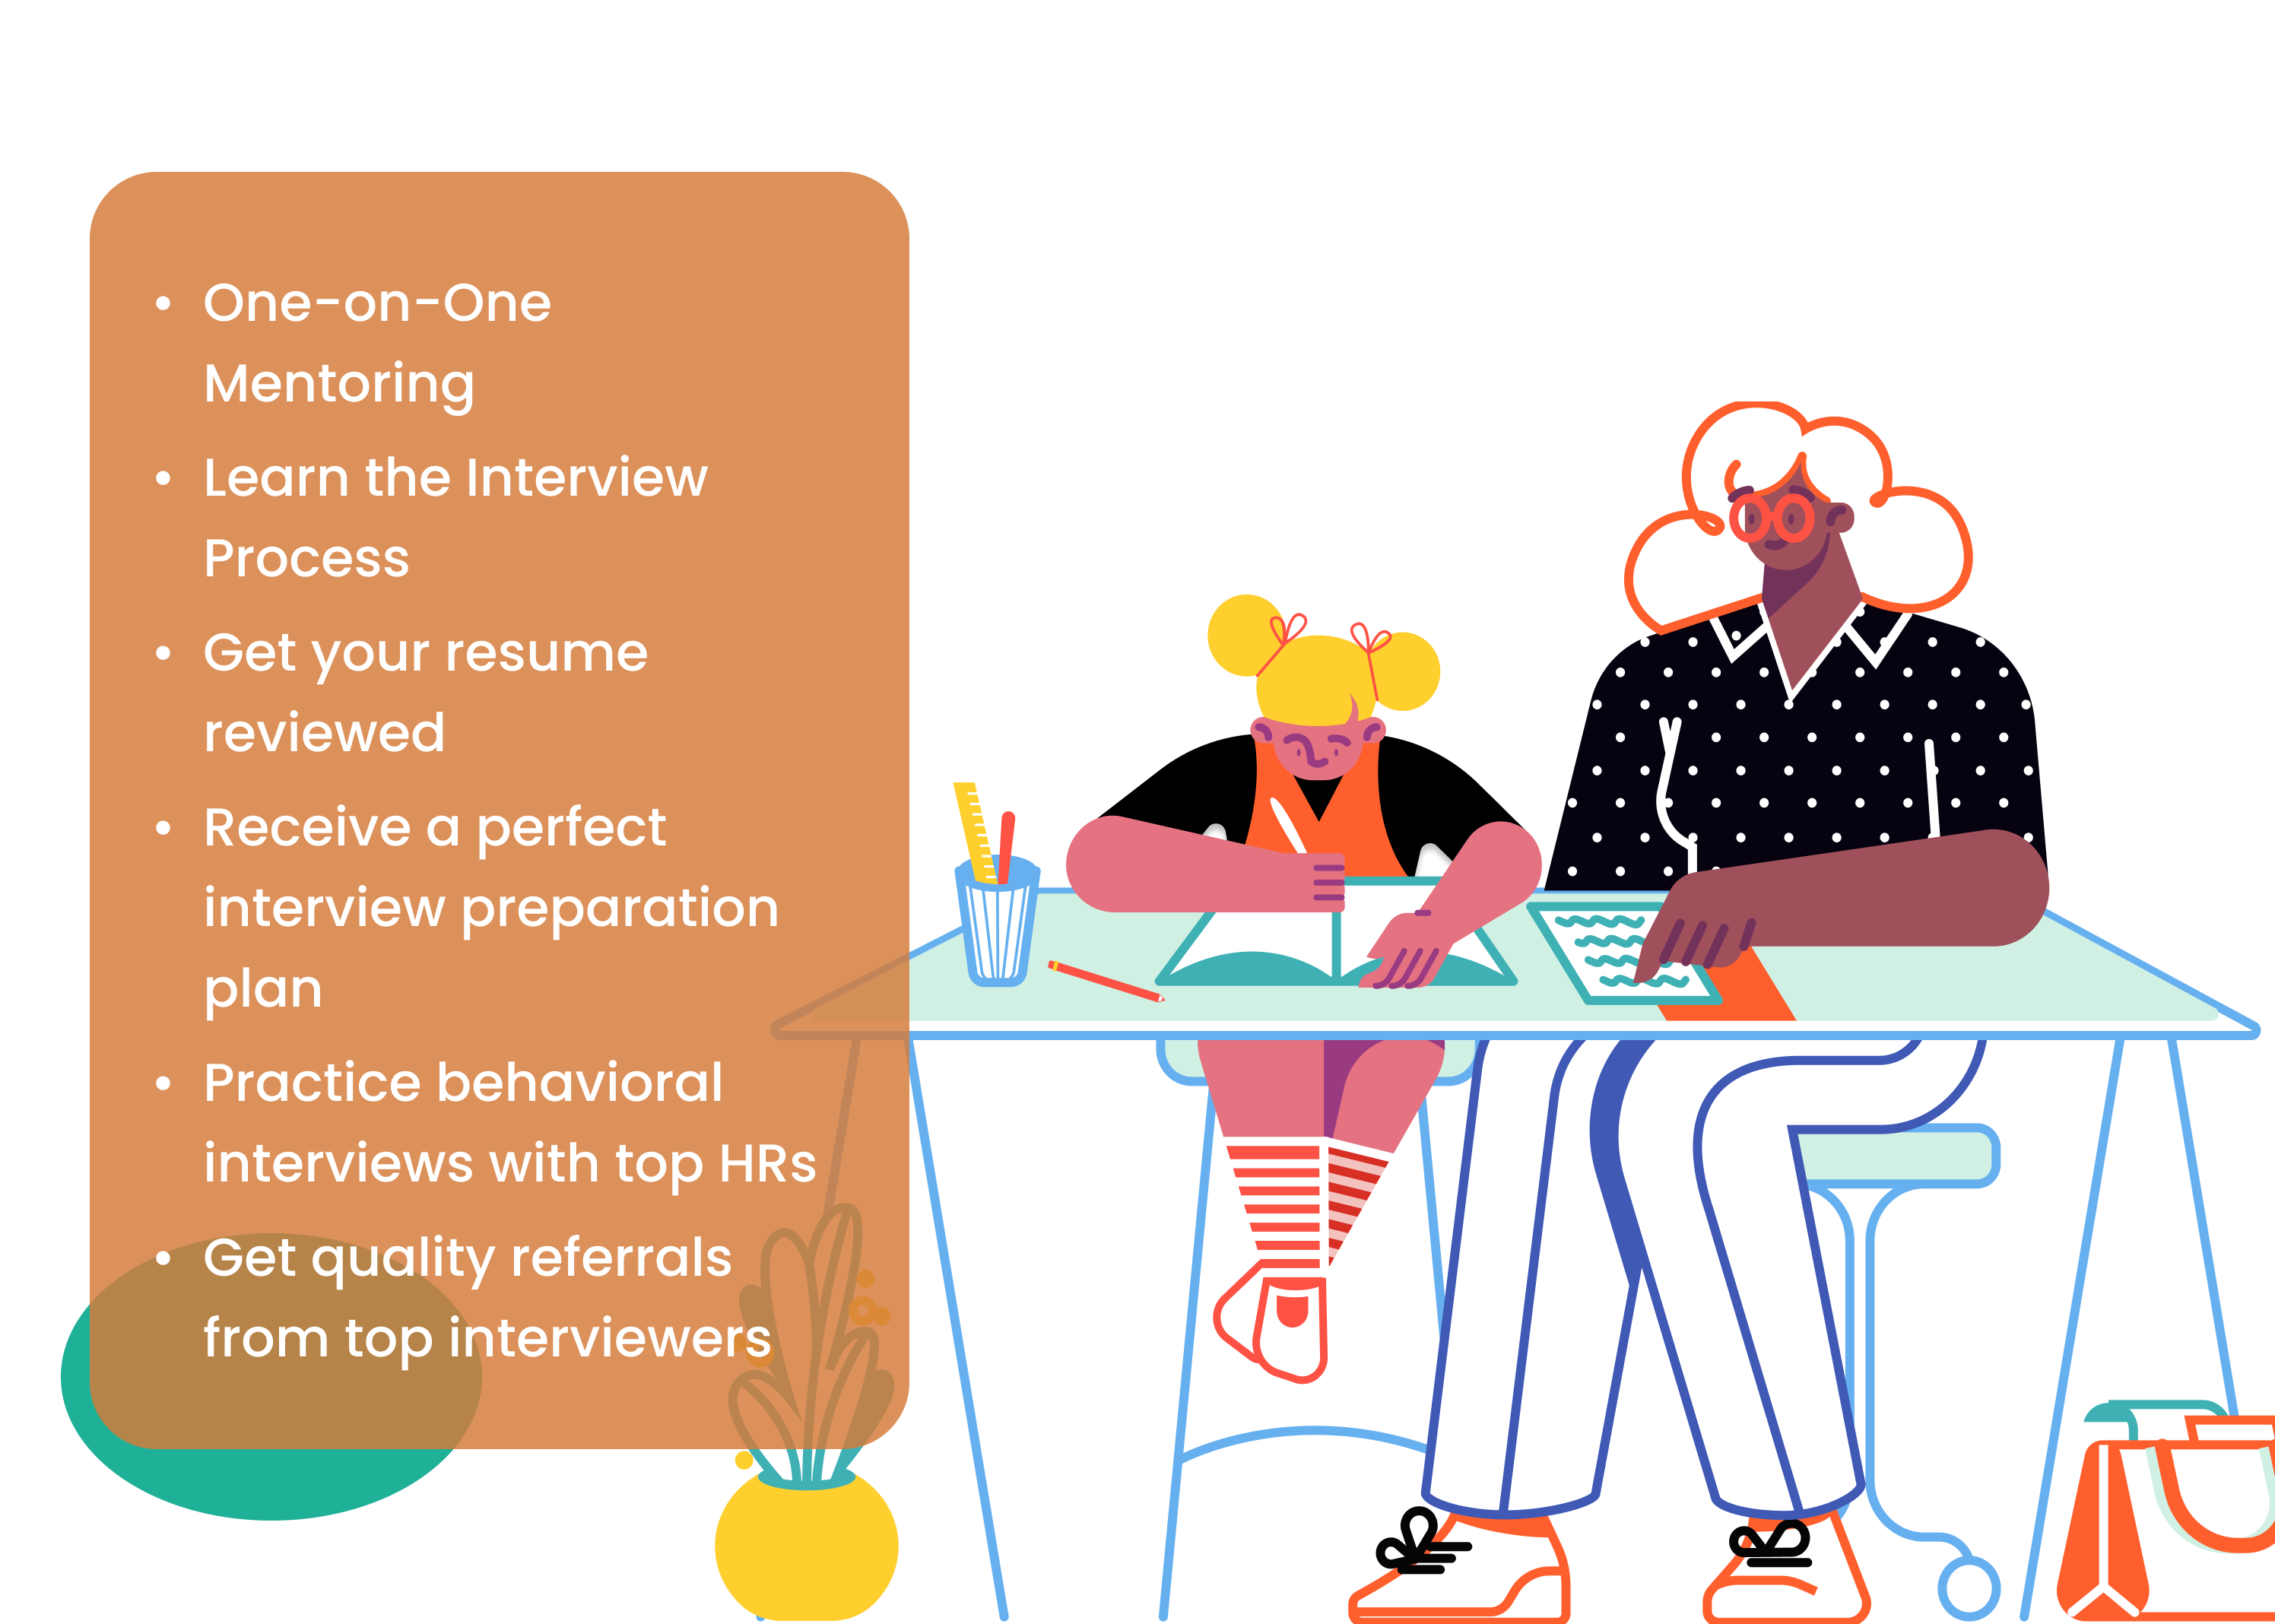 • One-on-One
Mentoring
• Learn the Interview
Process
• Get your resume
reviewed
• Receive a perfect
interview preparation
plan
• Practice behavioral
interviews with top HRs
• Get quality referrals
from top interviewers